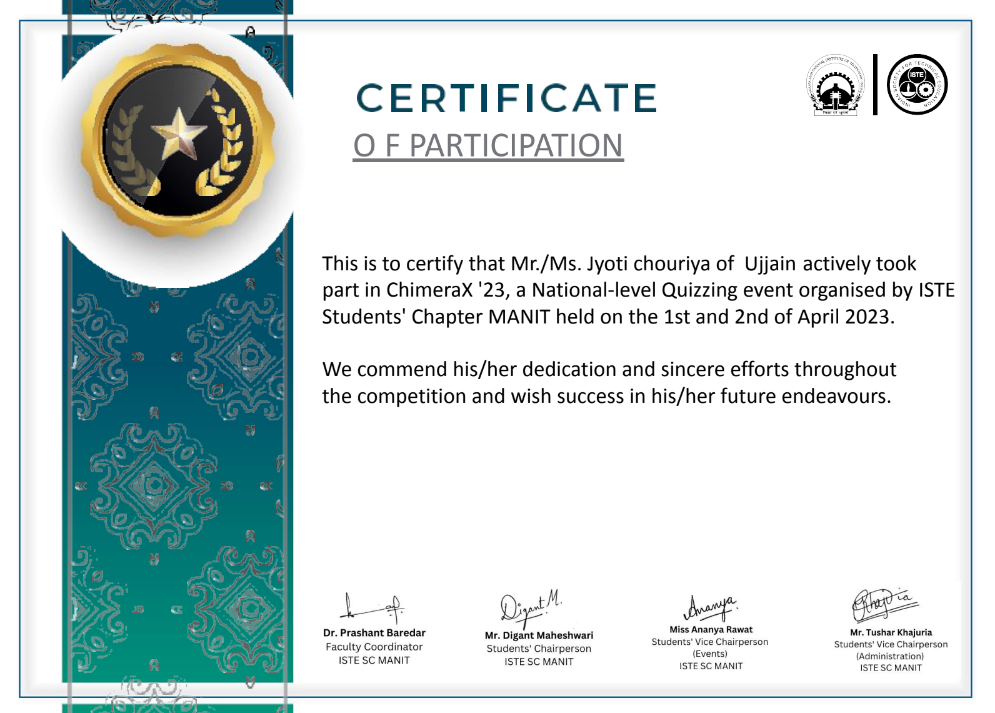 CERTIFICATE
O F PARTICIPATION
ISTE
This is to certify that Mr./Ms. Jyoti chouriya of Ujjain actively took
part in ChimeraX '23, a National-level Quizzing event organised by ISTE
Students' Chapter MANIT held on the 1st and 2nd of April 2023.
We commend his/her dedication and sincere efforts throughout
the competition and wish success in his/her future endeavours.
Digant M.
Ananya
Dr. Prashant Baredar
Faculty Coordinator
ISTE SC MANIT
Mr. Digant Maheshwari
Students' Chairperson
ISTE SC MANIT
Miss Ananya Rawat
Students' Vice Chairperson
(Events)
ISTE SC MANIT
Mr. Tushar Khajuria
Students' Vice Chairperson
(Administration)
ISTE SC MANIT